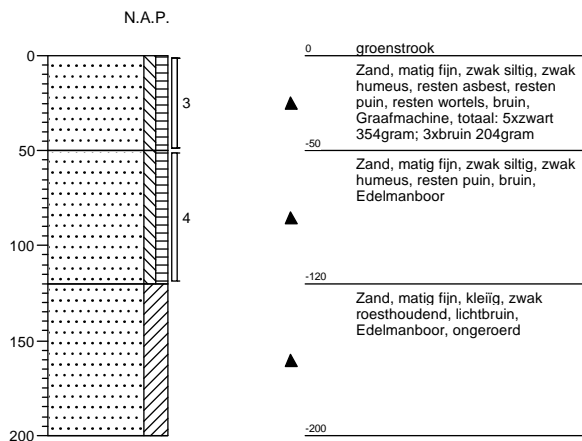 N.A.P.
0
50
100
150
200
3
4
0 groenstrook
Zand, matig fijn, zwak siltig, zwak
humeus, resten asbest, resten
puin, resten wortels, bruin,
Graafmachine, totaal: 5xzwart
354gram; 3xbruin 204gram
-50
Zand, matig fijn, zwak siltig, zwak
humeus, resten puin, bruin,
Edelmanboor
-120
Zand, matig fijn, kleiïg, zwak
roesthoudend, lichtbruin,
Edelmanboor, ongeroerd
-200